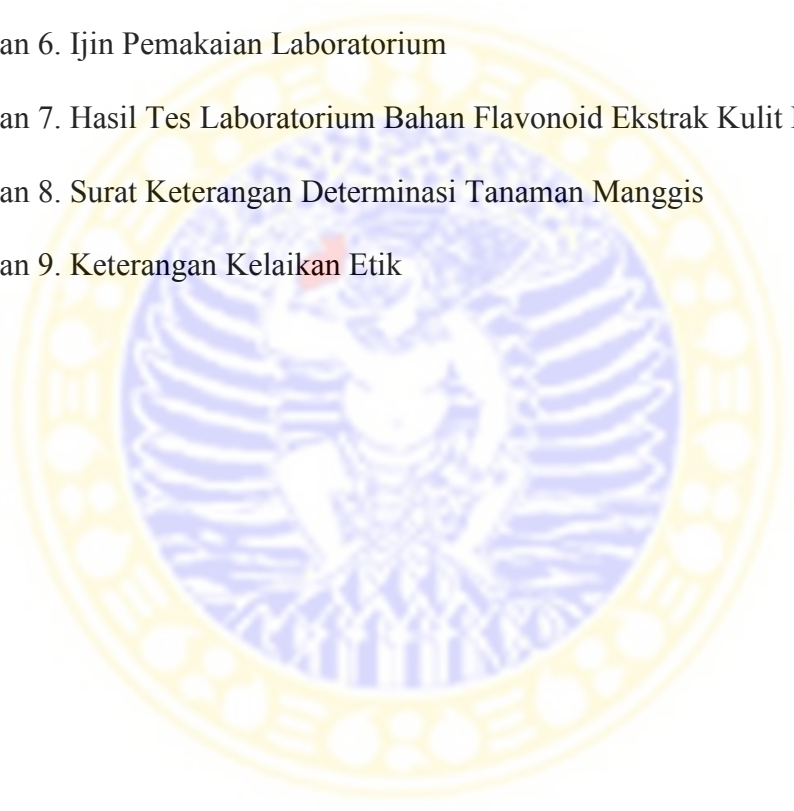 an 6. Ijin Pemakaian Laboratorium
an 7. Hasil Tes Laboratorium Bahan Flavonoid Ekstrak Kulit
an 8. Surat Keterangan Determinasi Tanaman Manggis
an 9. Keterangan Kelaikan Etik